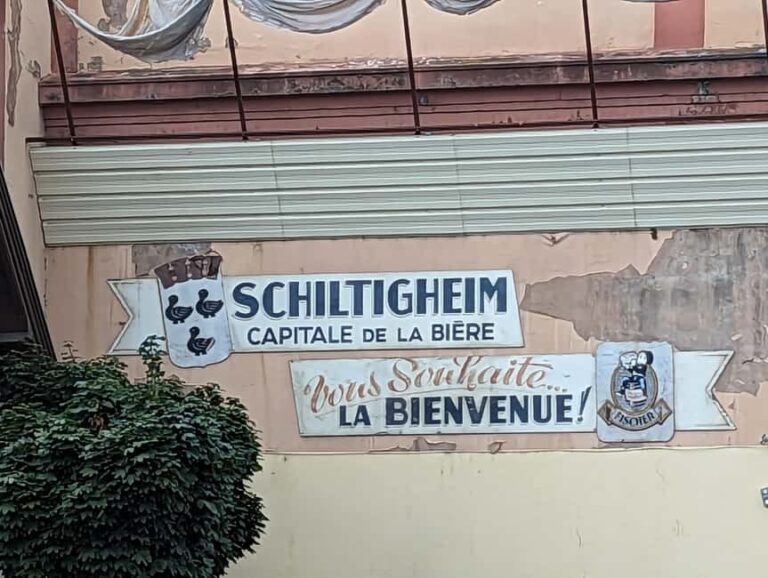 SCHILTIGHEIM
CAPITALE DE LA BIÈRE
Vous Souhaite...
LA BIENVENUE!
FISCHER